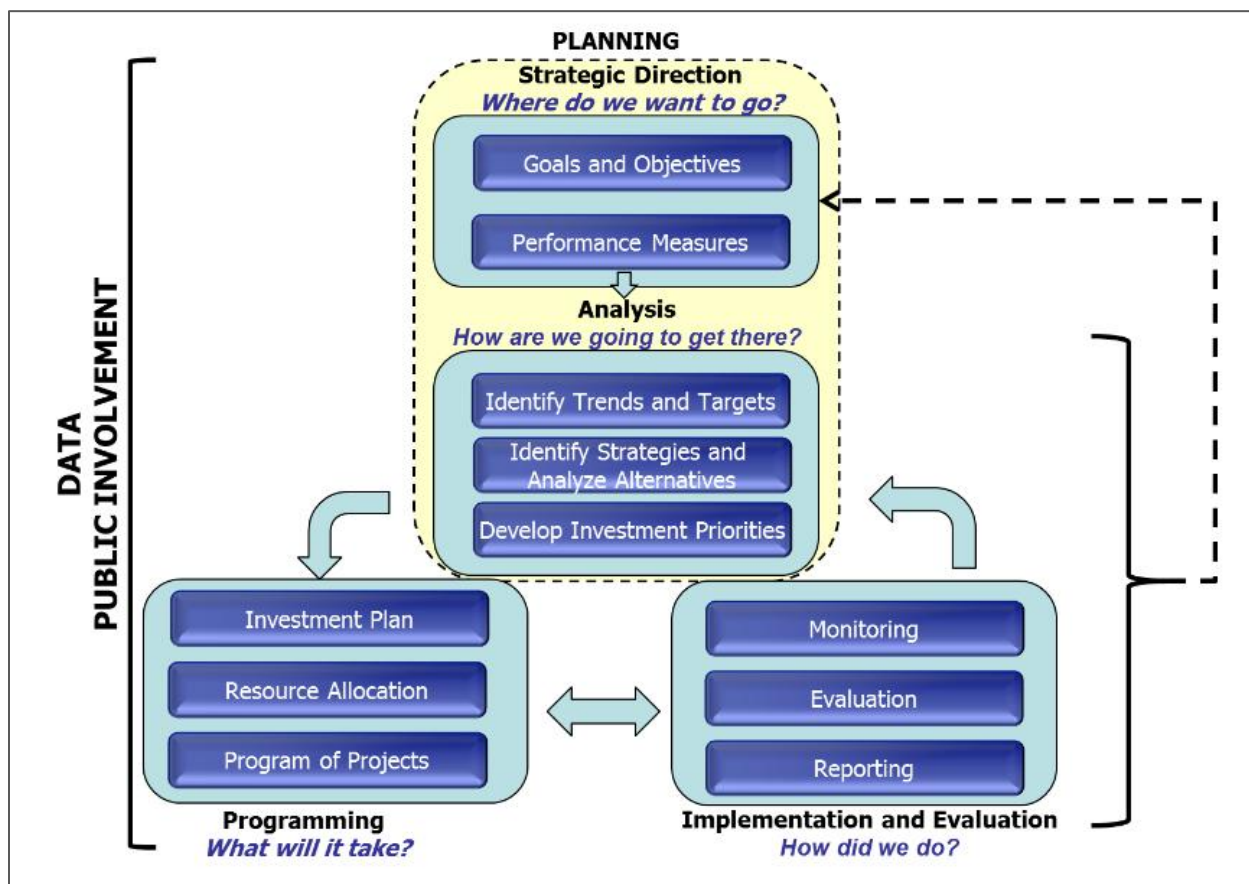 PLANNING
Strategic Direction
Where do we want to go?
Goals and Objectives
Performance Measures
Analysis
How are we going to get there?
Identify Trends and Targets
Identify Strategies and
Analyze Alternatives
Develop Investment Priorities
DATA
PUBLIC INVOLVEMENT
Investment Plan
Resource Allocation
Program of Projects
Programming
What will it take?
Monitoring
Evaluation
Reporting
Implementation and Evaluation
How did we do?